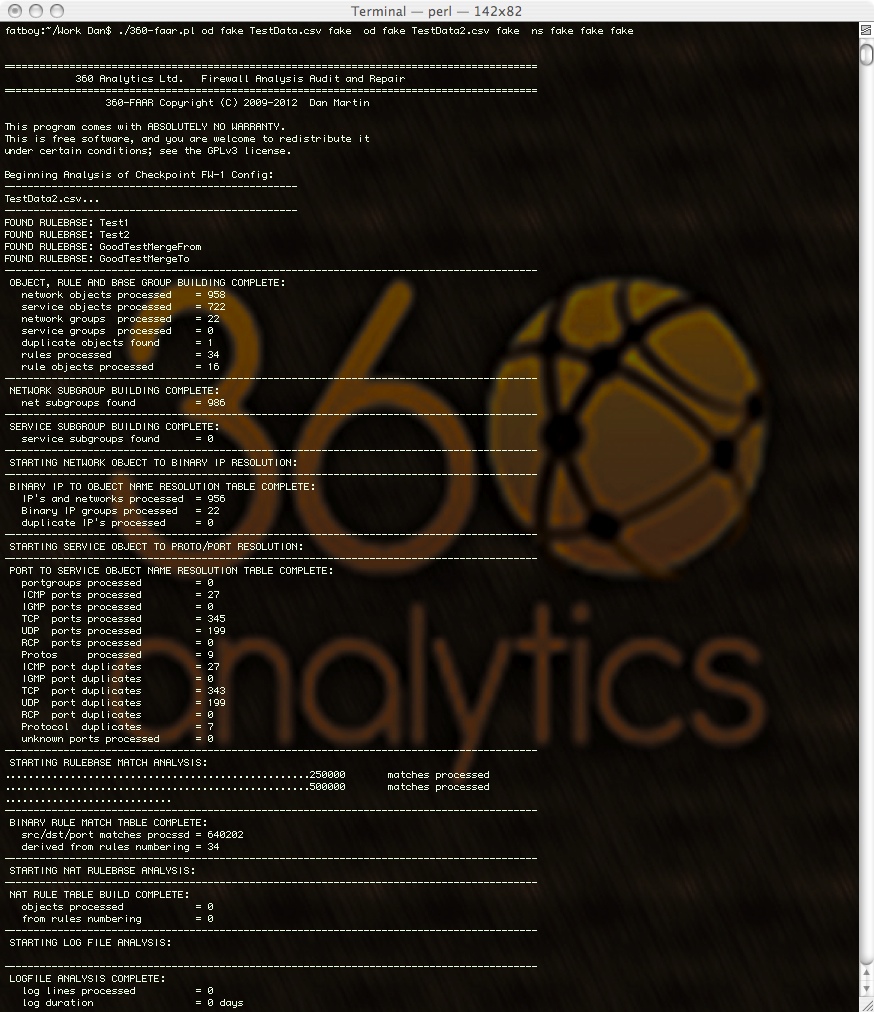 Terminal — perl — 142x82
fatboy:~/Work Dan$ ./360-faar.pl od fake TestData.csv fake  od fake TestData2.csv fake  ns fake fake fake
================================================================================
360 Analytics Ltd.   Firewall Analysis Audit and Repair
================================================================================
360-FAAR Copyright (C) 2009-2012  Dan Martin
This program comes with ABSOLUTELY NO WARRANTY.
This is free software, and you are welcome to redistribute it
under certain conditions; see the GPLv3 license.
Beginning Analysis of Checkpoint FW-1 Config:
TestData2.csv...
FOUND RULEBASE: Test1
FOUND RULEBASE: Test2
FOUND RULEBASE: GoodTestMergeFrom
FOUND RULEBASE: GoodTestMergeTo
OBJECT, RULE AND BASE GROUP BUILDING COMPLETE:
network objects processed    = 958
service objects processed    = 722
network groups  processed    = 22
service groups  processed    = 0
duplicate objects found      = 1
rules processed              = 34
rule objects processed       = 16
NETWORK SUBGROUP BUILDING COMPLETE:
net subgroups found          = 986
SERVICE SUBGROUP BUILDING COMPLETE:
service subgroups found      = 0
STARTING NETWORK OBJECT TO BINARY IP RESOLUTION:
BINARY IP TO OBJECT NAME RESOLUTION TABLE COMPLETE:
IP's and networks processed  = 956
Binary IP groups processed   = 22
duplicate IP's processed     = 0
STARTING SERVICE OBJECT TO PROTO/PORT RESOLUTION:
PORT TO SERVICE OBJECT NAME RESOLUTION TABLE COMPLETE:
portgroups processed         = 0
ICMP ports processed         = 27
IGMP ports processed         = 0
TCP  ports processed         = 345
UDP  ports processed         = 199
RCP  ports processed         = 0
Protos     processed         = 9
ICMP port duplicates         = 27
IGMP port duplicates         = 0
TCP  port duplicates         = 343
UDP  port duplicates         = 199
RCP  port duplicates         = 0
Protocol  duplicates         = 7
unknown ports processed      = 0
STARTING RULEBASE MATCH ANALYSIS:
..................................................250000       matches processed
..................................................500000       matches processed
............................
BINARY RULE MATCH TABLE COMPLETE:
src/dst/port matches procssd = 640202
derived from rules numbering = 34
STARTING NAT RULEBASE ANALYSIS:
NAT RULE TABLE BUILD COMPLETE:
objects processed            = 0
from rules numbering         = 0
STARTING LOG FILE ANALYSIS:
LOGFILE ANALYSIS COMPLETE:
log lines processed          = 0
log duration                 = 0 days
360
analytics